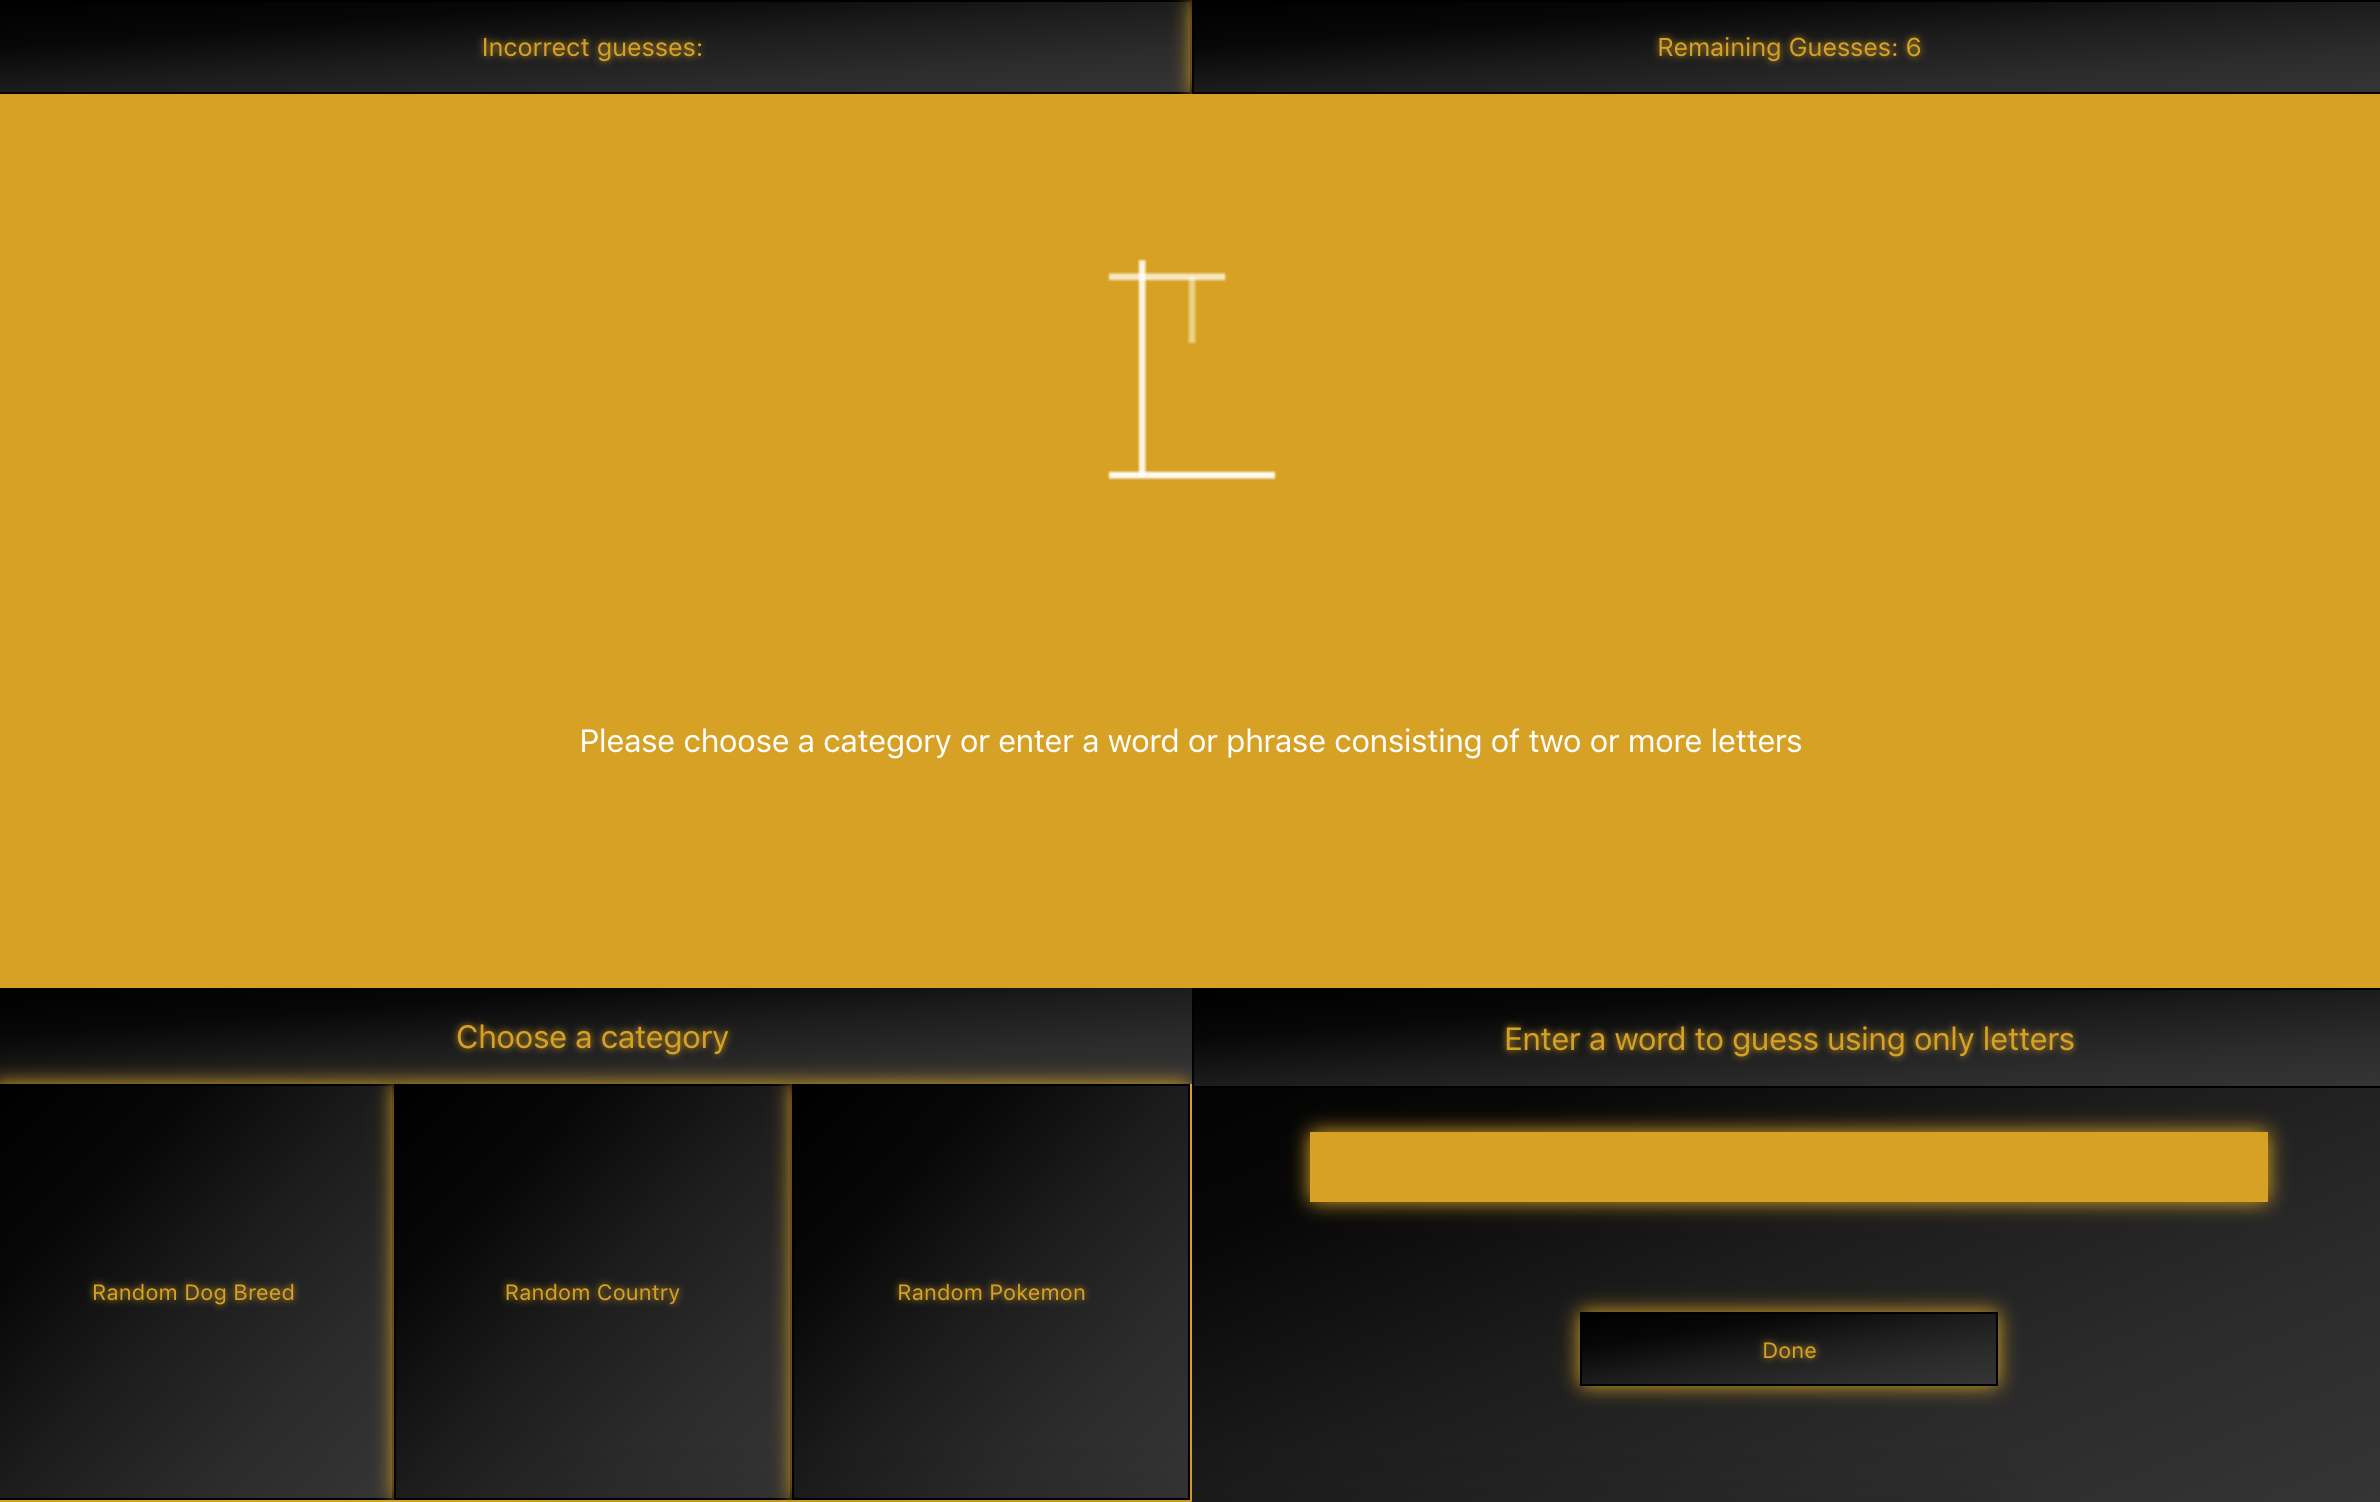 Incorrect guesses:
Remaining Guesses: 6
Please choose a category or enter a word or phrase consisting of two or more letters
Choose a category
Enter a word to guess using only letters
Random Dog Breed
Random Country
Random Pokemon
Done